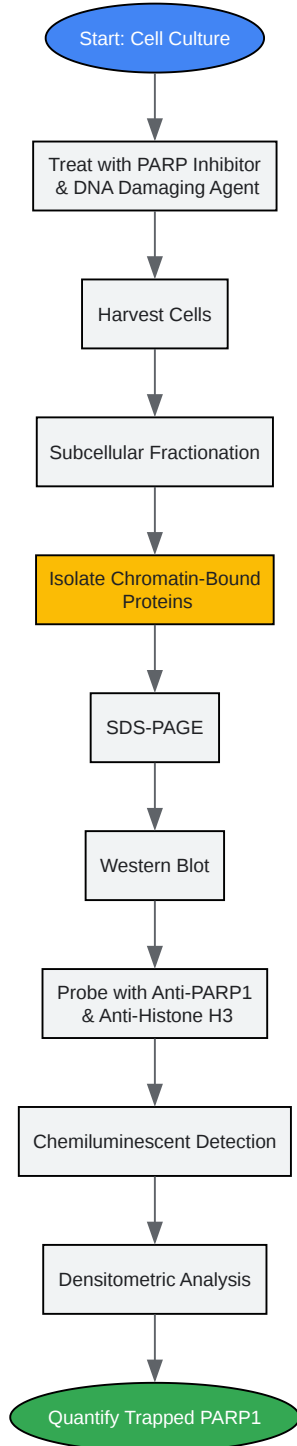 Start: Cell Culture
Treat with PARP Inhibitor
& DNA Damaging Agent
Harvest Cells
Subcellular Fractionation
Isolate Chromatin-Bound
Proteins
SDS-PAGE
Western Blot
Probe with Anti-PARP1
& Anti-Histone H3
Chemiluminescent Detection
Densitometric Analysis
Quantify Trapped PARP1